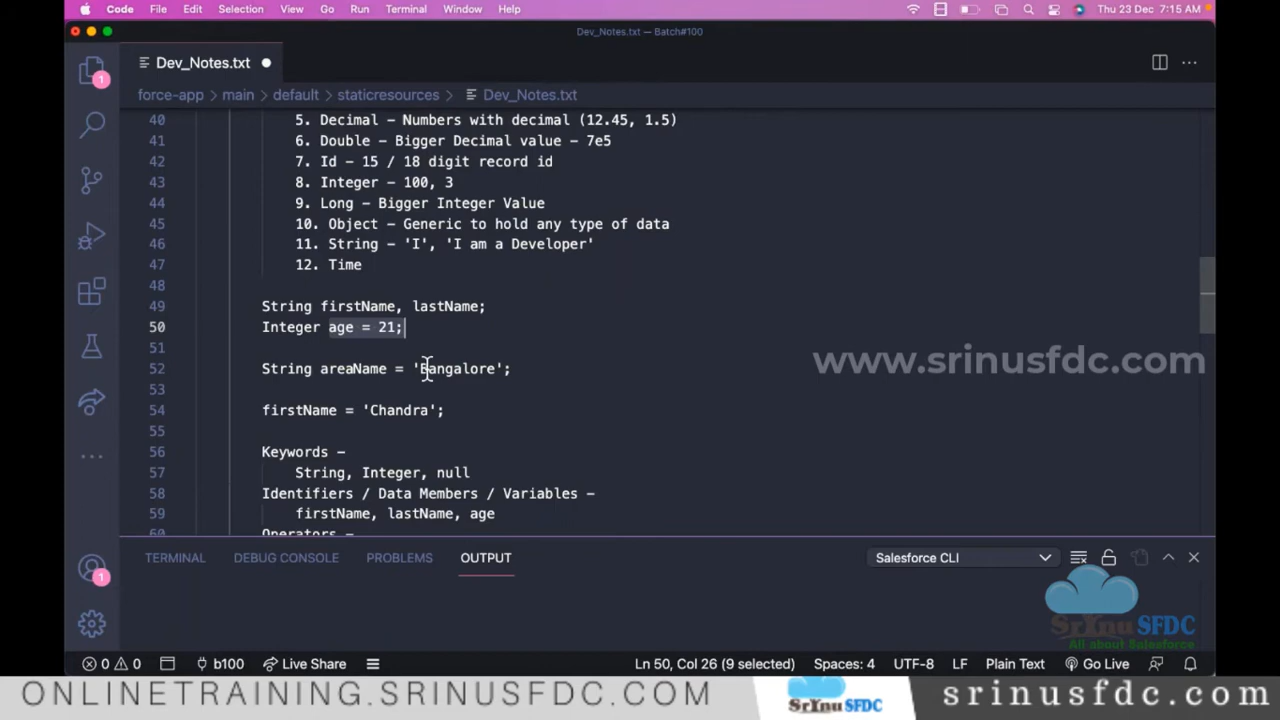 Code File Edit Selection View Go Run Terminal Window Help Thu 23 Dec 7:15 AM
Dev_Notes.txt — Batch#100
Dev_Notes.txt
force-app > main > default > staticresources > Dev_Notes.txt
40 5. Decimal – Numbers with decimal (12.45, 1.5)
41 6. Double – Bigger Decimal value – 7e5
42 7. Id – 15 / 18 digit record id
43 8. Integer – 100, 3
44 9. Long – Bigger Integer Value
45 10. Object – Generic to hold any type of data
46 11. String – 'I', 'I am a Developer'
47 12. Time
48
49 String firstName, lastName;
50 Integer age = 21;
51
52 String areaName = 'Bangalore';
53
54 firstName = 'Chandra';
55
56 Keywords –
57 String, Integer, null
58 Identifiers / Data Members / Variables –
59 firstName, lastName, age
60 Operators –
www.srinusfdc.com
1
1
TERMINAL DEBUG CONSOLE PROBLEMS OUTPUT Salesforce CLI
SrInu SFDC
All about Salesforce
0 0 b100 Live Share Ln 50, Col 26 (9 selected) Spaces: 4 UTF-8 LF Plain Text Go Live
ONLINETRAINING.SRINUSFDC.COM SrInu SFDC srinusfdc.com